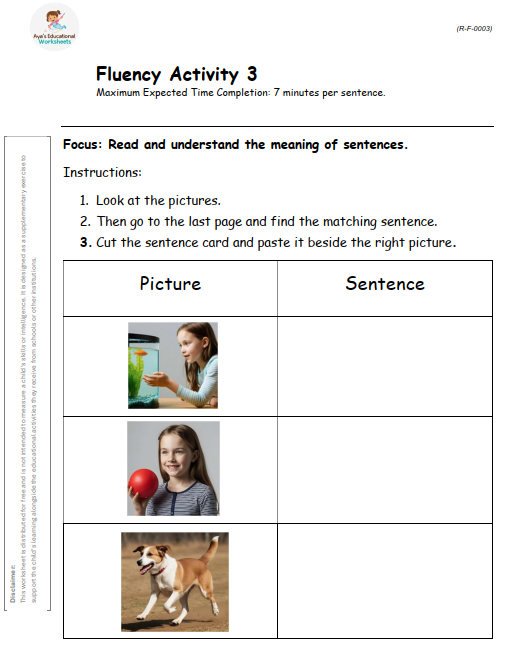 Aya's Educational
Worksheets
(R-F-0003)
Fluency Activity 3
Maximum Expected Time Completion: 7 minutes per sentence.
Focus: Read and understand the meaning of sentences.
Instructions:
1. Look at the pictures.
2. Then go to the last page and find the matching sentence.
3. Cut the sentence card and paste it beside the right picture.
Picture
Sentence
Disclaimer:
This worksheet is distributed for free and is not intended to measure a child's skills or intelligence. It is designed as a supplementary exercise to
support the child's learning alongside the educational activities they receive from schools or other institutions.